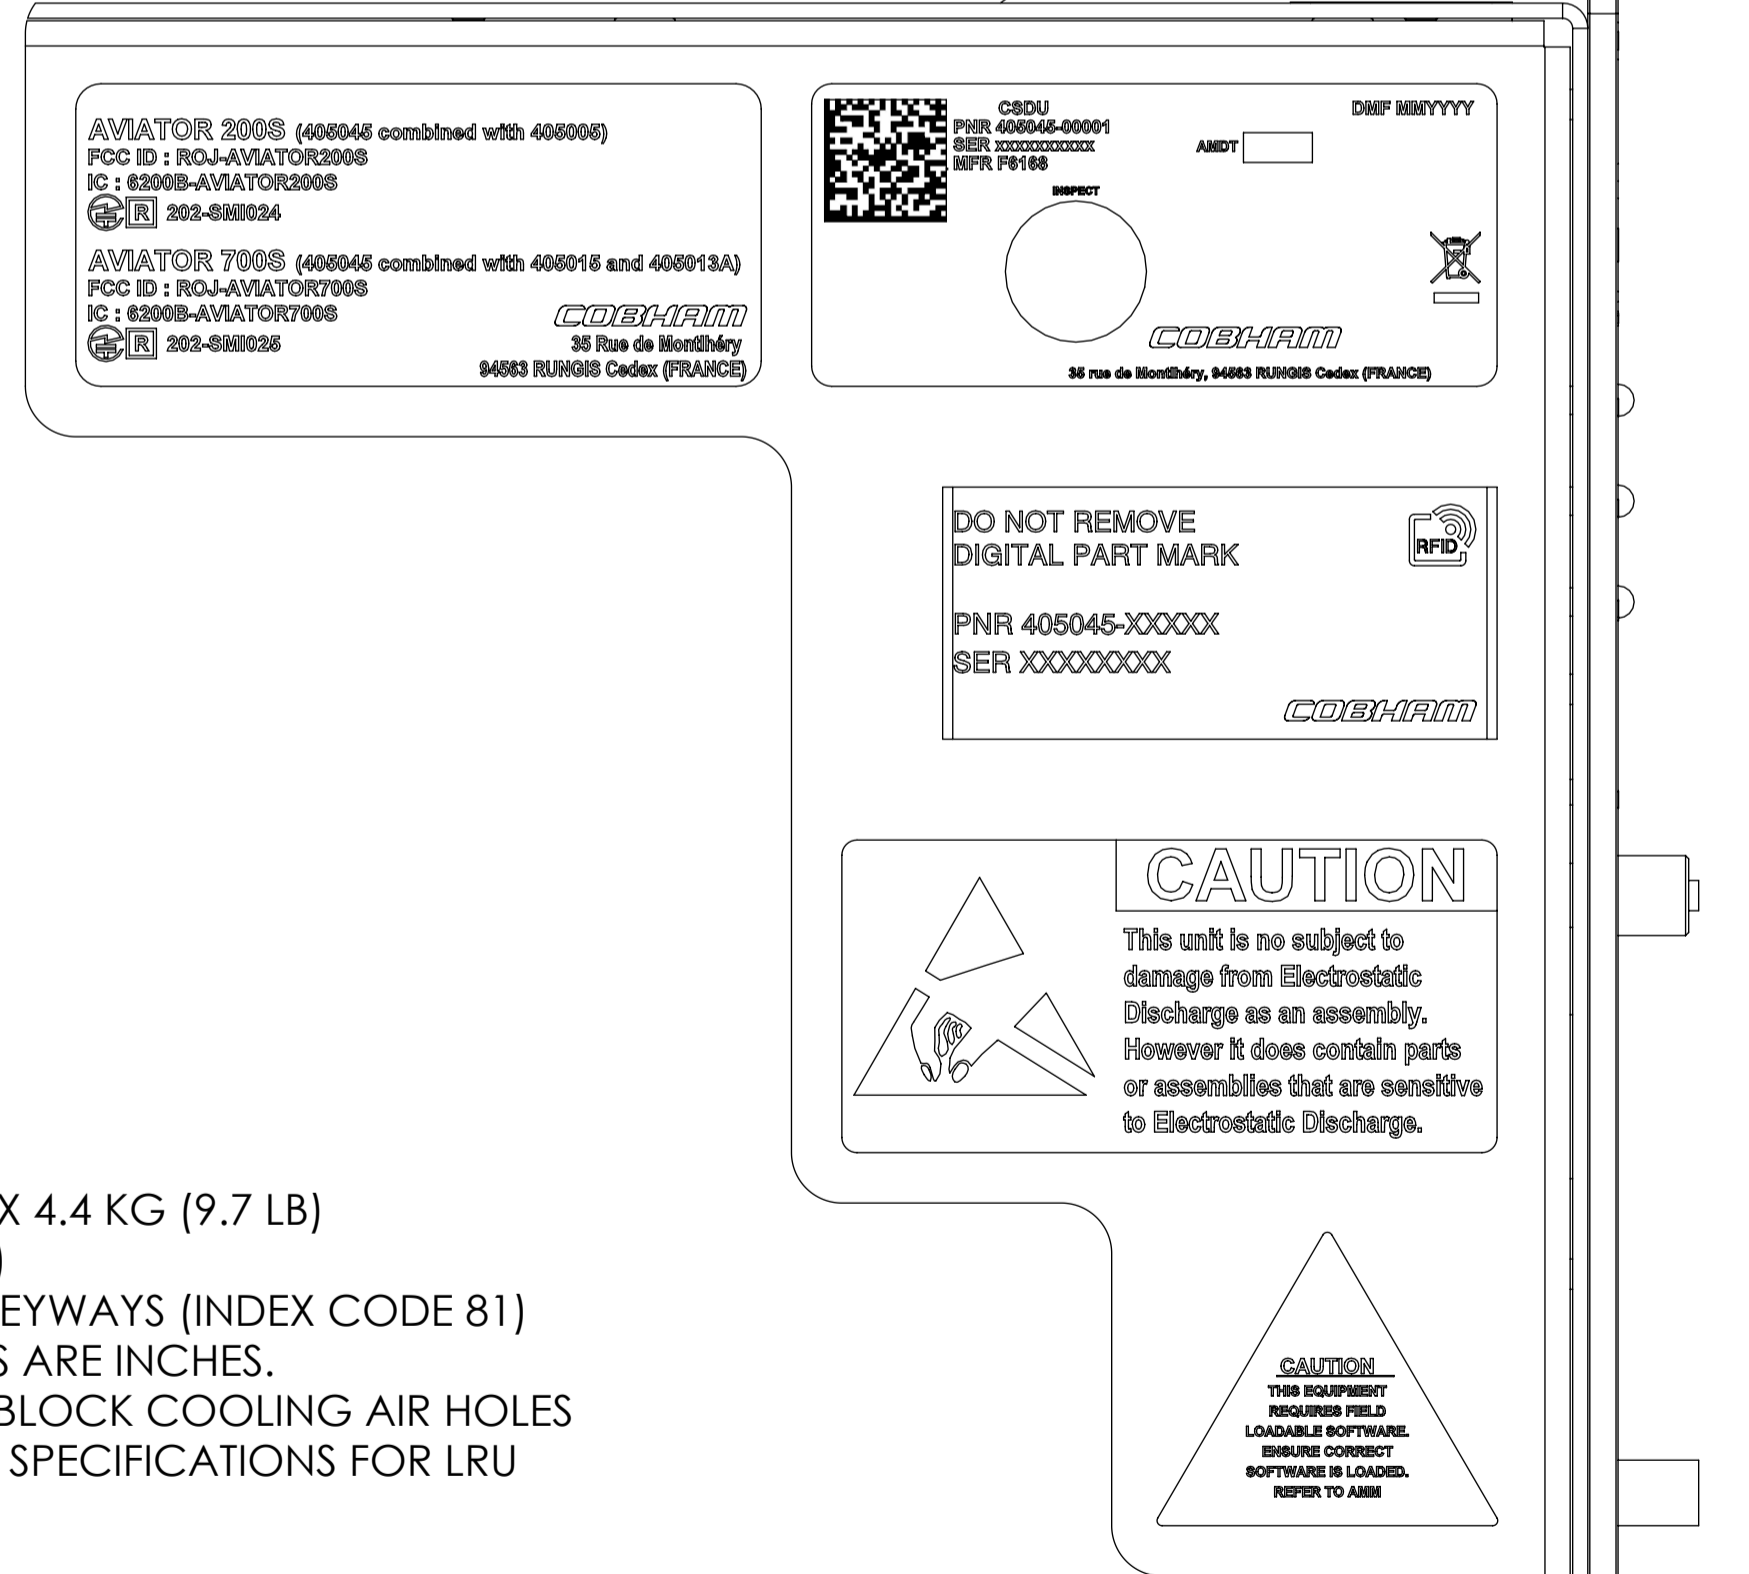 AVIATOR 200S (405045 combined with 405005)
FCC ID : ROJ-AVIATOR200S
IC : 6200B-AVIATOR200S
R 202-SMI024
AVIATOR 700S (405045 combined with 405015 and 405013A)
FCC ID : ROJ-AVIATOR700S
IC : 6200B-AVIATOR700S
R 202-SMI025
COBHAM
35 Rue de Montlhéry
94563 RUNGIS Cedex (FRANCE)
CSDU
PNR 405045-00001
SER xxxxxxxxxx
MFR F6168
DMF MMYYYY
AMDT
INSPECT
COBHAM
35 rue de Montlhéry, 94563 RUNGIS Cedex (FRANCE)
DO NOT REMOVE
DIGITAL PART MARK
RFID
PNR 405045-XXXXX
SER XXXXXXXX
COBHAM
CAUTION
This unit is no subject to
damage from Electrostatic
Discharge as an assembly.
However it does contain parts
or assemblies that are sensitive
to Electrostatic Discharge.
X 4.4 KG (9.7 LB)
)
EYWAYS (INDEX CODE 81)
S ARE INCHES.
BLOCK COOLING AIR HOLES
SPECIFICATIONS FOR LRU
CAUTION
THIS EQUIPMENT
REQUIRES FIELD
LOADABLE SOFTWARE.
ENSURE CORRECT
SOFTWARE IS LOADED.
REFER TO AMM